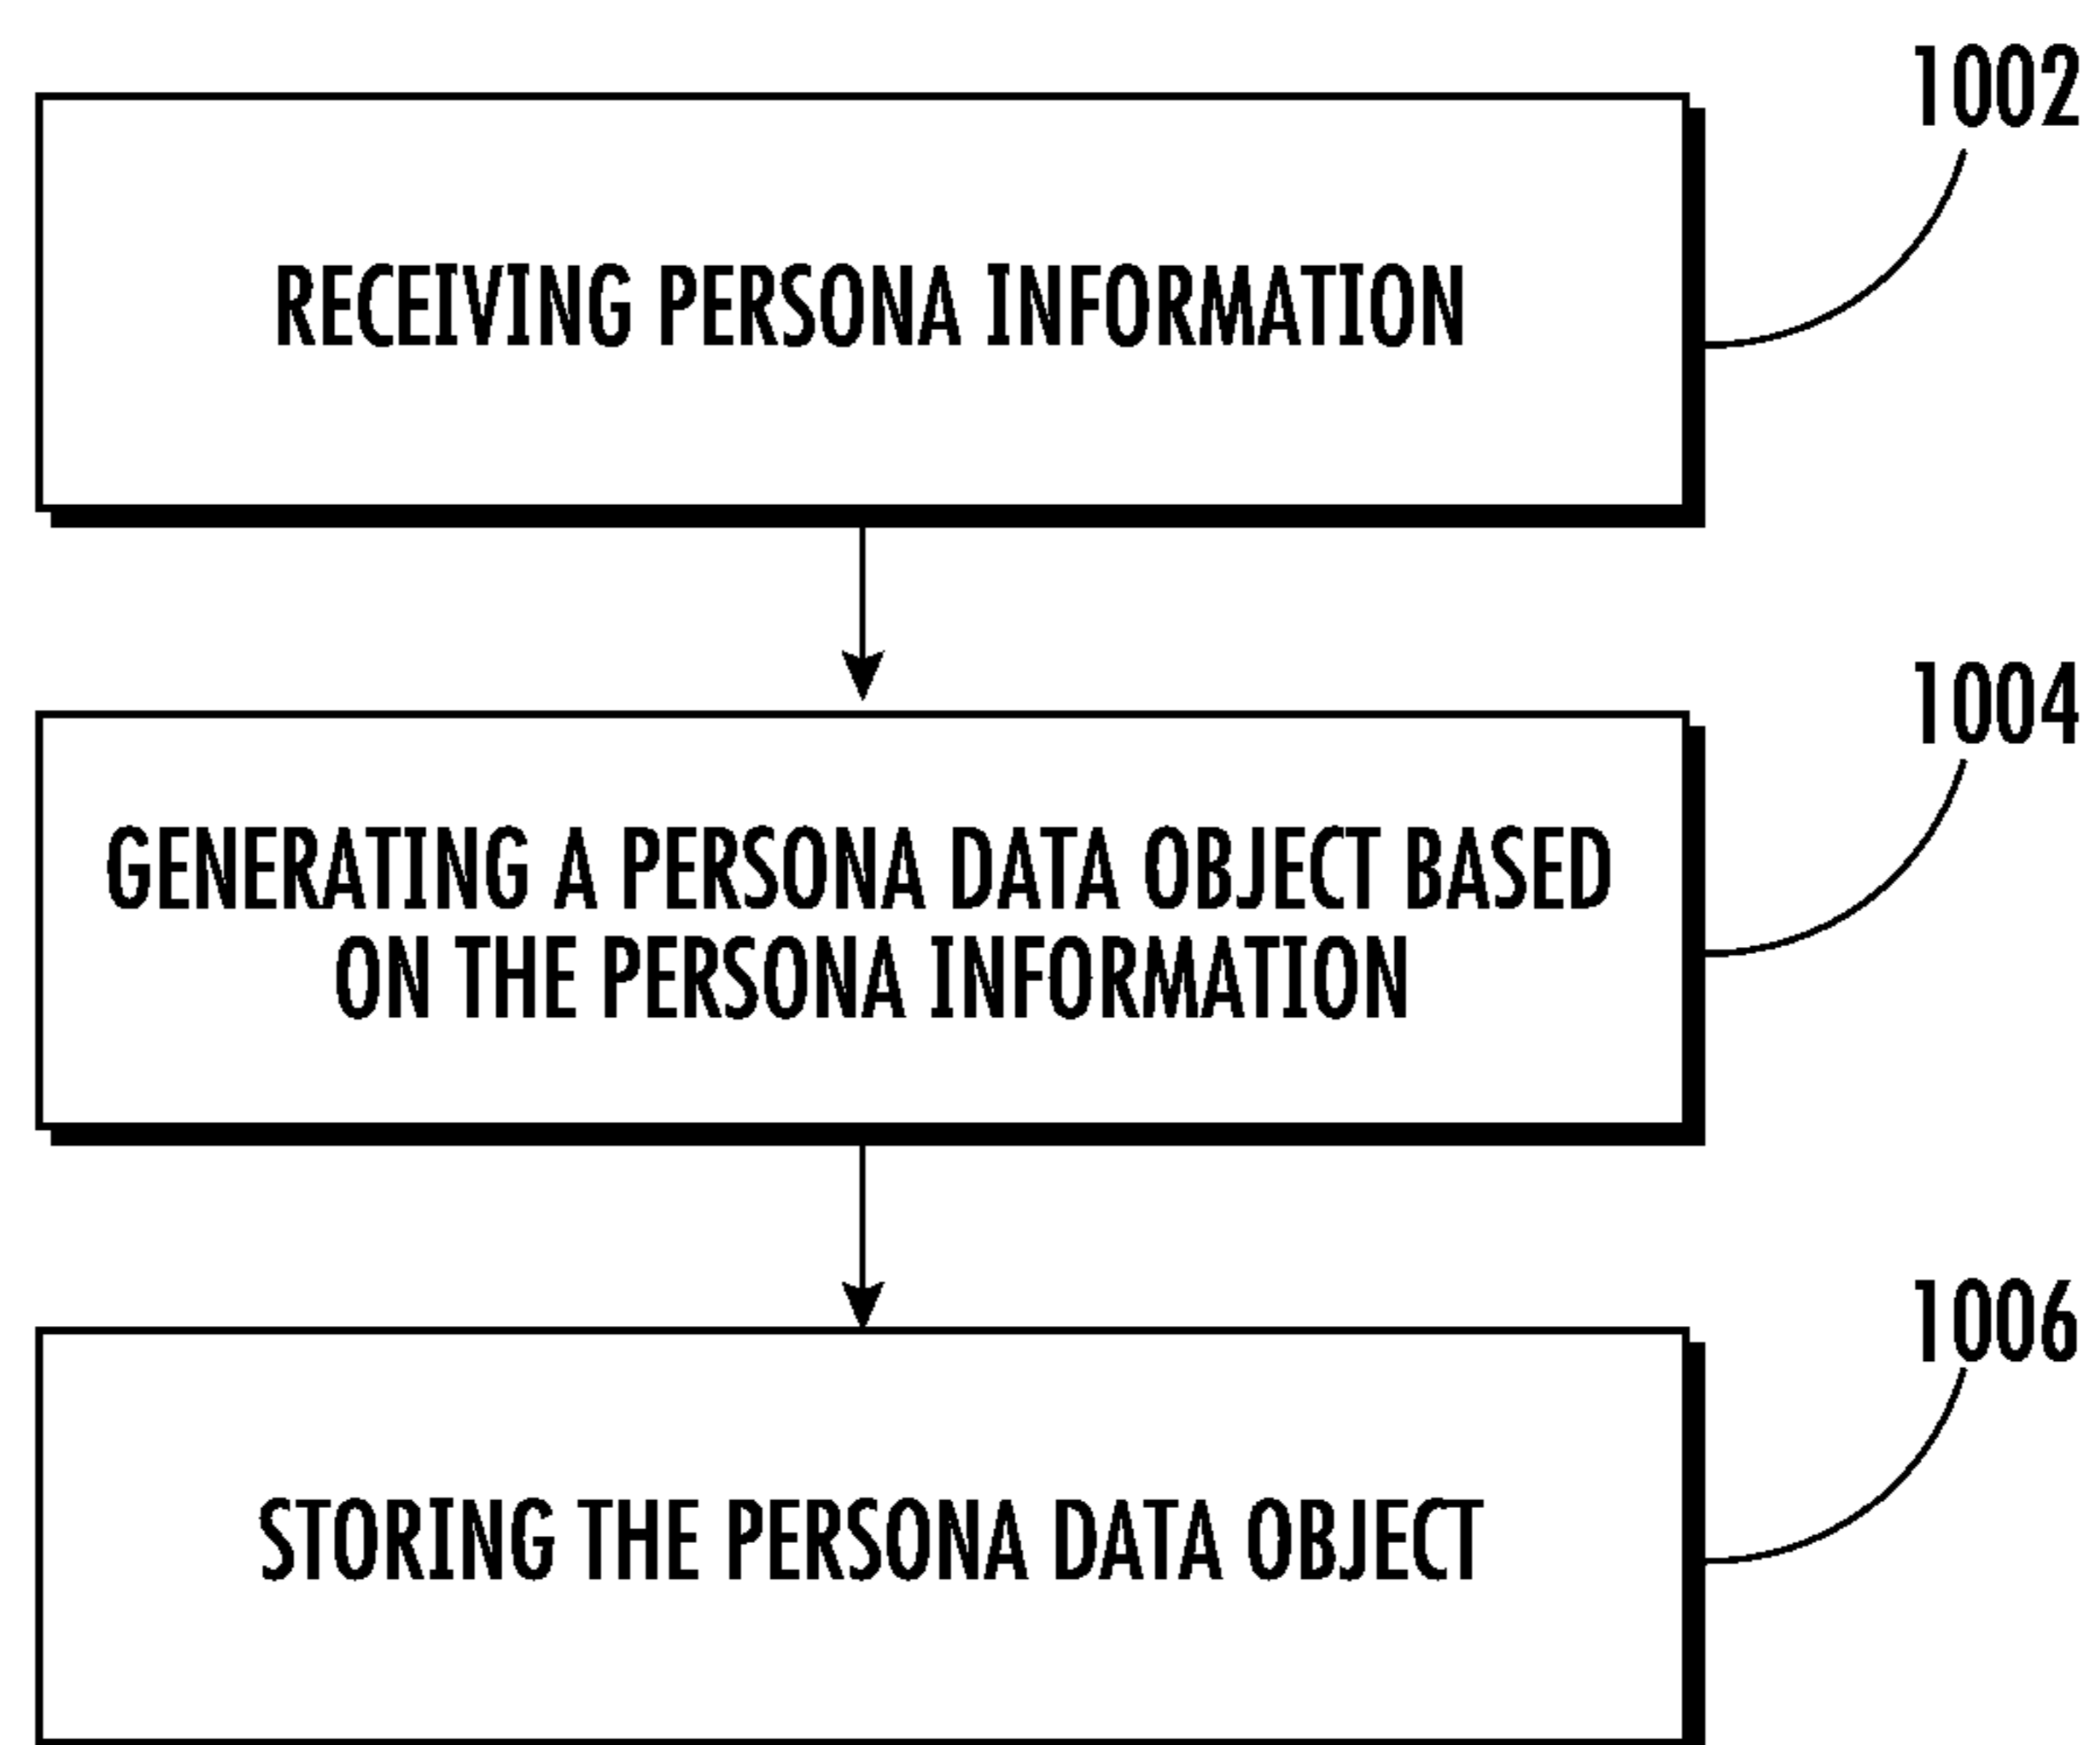 1002
RECEIVING PERSONA INFORMATION
1004
GENERATING A PERSONA DATA OBJECT BASED
ON THE PERSONA INFORMATION
1006
STORING THE PERSONA DATA OBJECT